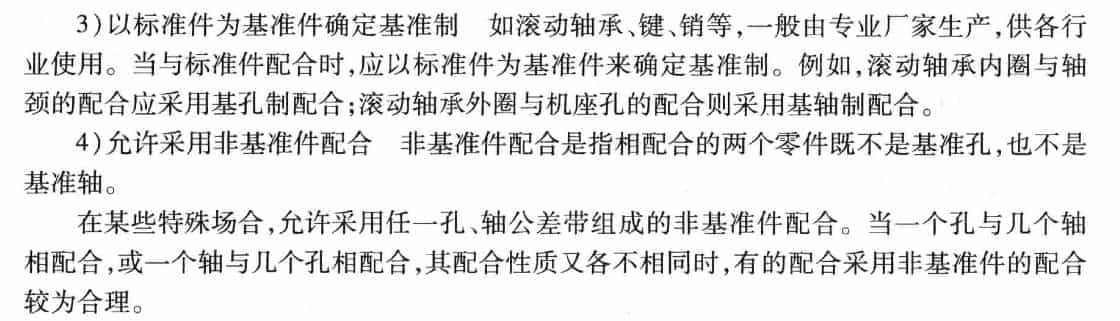 3)以标准件为基准件确定基准制 如滚动轴承、键、销等,一般由专业厂家生产,供各行
业使用。当与标准件配合时,应以标准件为基准件来确定基准制。例如,滚动轴承内圈与轴
颈的配合应采用基孔制配合;滚动轴承外圈与机座孔的配合则采用基轴制配合。
4)允许采用非基准件配合 非基准件配合是指相配合的两个零件既不是基准孔,也不是
基准轴。
在某些特殊场合,允许采用任一孔、轴公差带组成的非基准件配合。当一个孔与几个轴
相配合,或一个轴与几个孔相配合,其配合性质又各不相同时,有的配合采用非基准件的配合
较为合理。